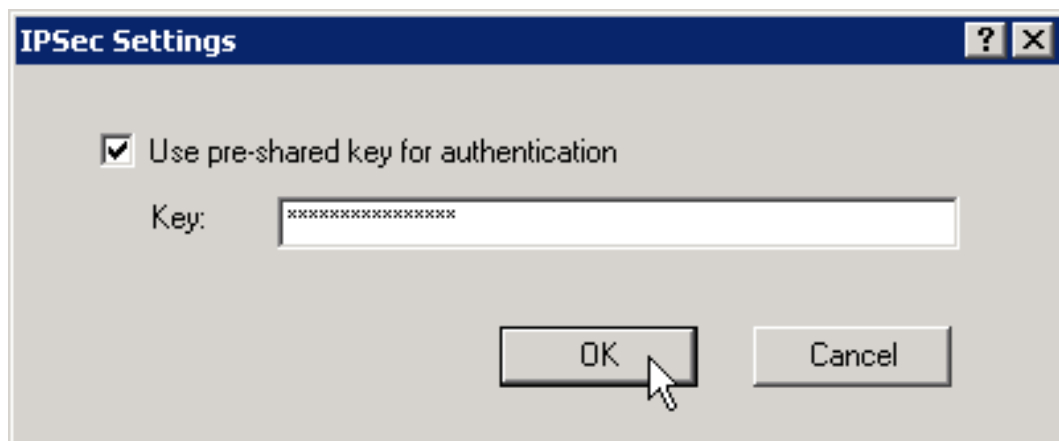 IPSec Settings
Use pre-shared key for authentication
Key: ****************
OK Cancel